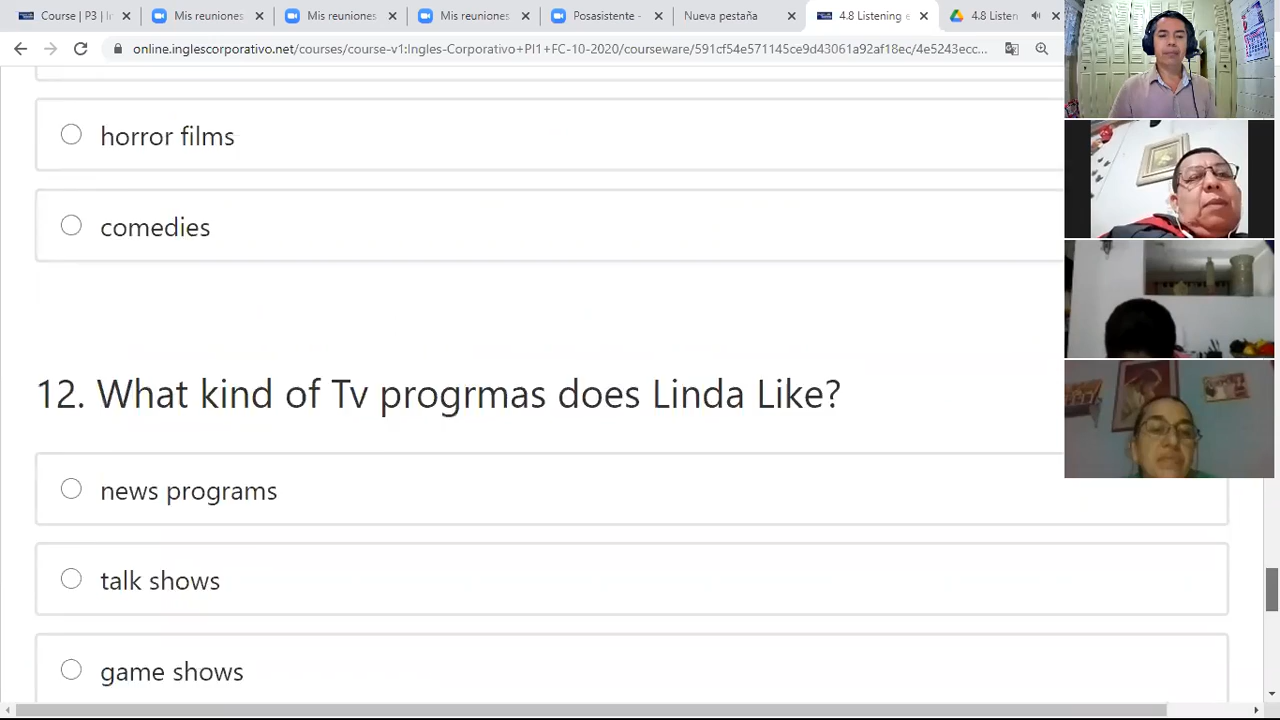 Course | P3 | I
Mis reuniones
Mis reuniones
Mis reuniones
Posasistente -
Nueva pestaña
4.8 Listening
4.8 Listen
online.inglescorporativo.net/courses/course-v1:Ingles-Corporativo+PI1+FC-10-2020/courseware/591cf54e571145ce9d43061a92af18ec/4e5243ecc...
horror films
comedies
12. What kind of Tv progrmas does Linda Like?
news programs
talk shows
game shows